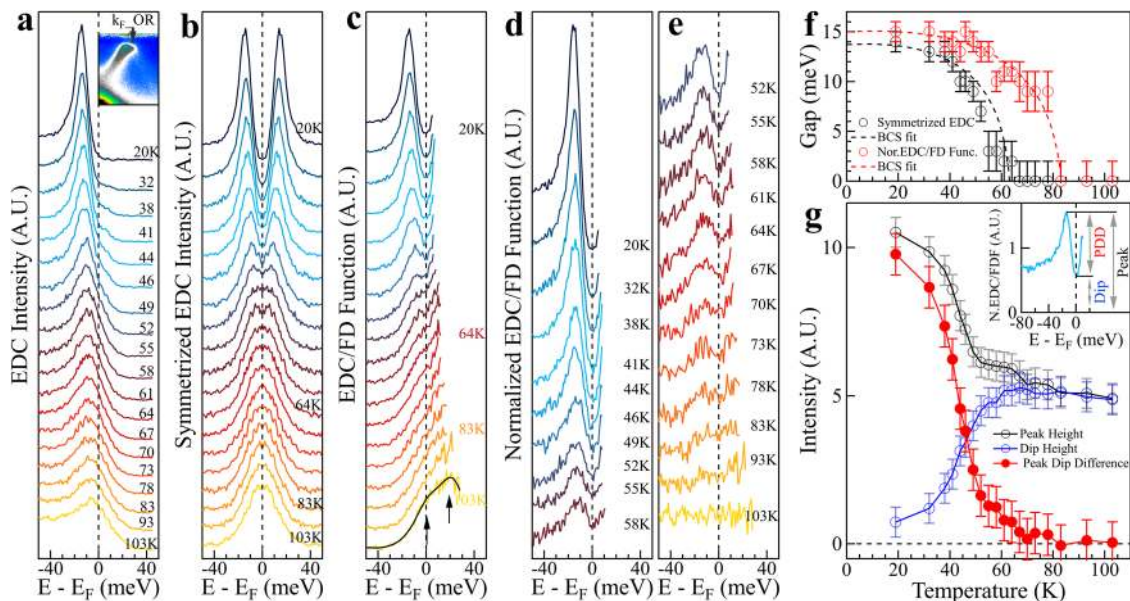 a
k_F_OR
20K
32
38
41
44
46
49
52
55
58
61
64
67
70
73
78
83
93
103K
EDC Intensity (A.U.)
-40 0 40
E - E_F (meV)
b
20K
64K
83K
103K
Symmetrized EDC Intensity (A.U.)
-40 0 40
E - E_F (meV)
c
20K
64K
83K
103K
EDC/FD Function (A.U.)
-40 0 40
E - E_F (meV)
d
20K
32K
38K
41K
44K
46K
49K
52K
55K
58K
Normalized EDC/FD Function (A.U.)
-40 0 40
E - E_F (meV)
e
52K
55K
58K
61K
64K
67K
70K
73K
78K
83K
93K
103K
-40 0 40
E - E_F (meV)
f
Gap (meV)
15
10
5
0
Symmetrized EDC
BCS fit
Nor.EDC/FD Func.
BCS fit
0 20 40 60 80 100
g
Intensity (A.U.)
10
5
0
N.EDC/FDF (A.U.)
1
0
PDD
Dip
Peak
-80 -40 0
E - E_F (meV)
Peak Height
Dip Height
Peak Dip Difference
0 20 40 60 80 100
Temperature (K)